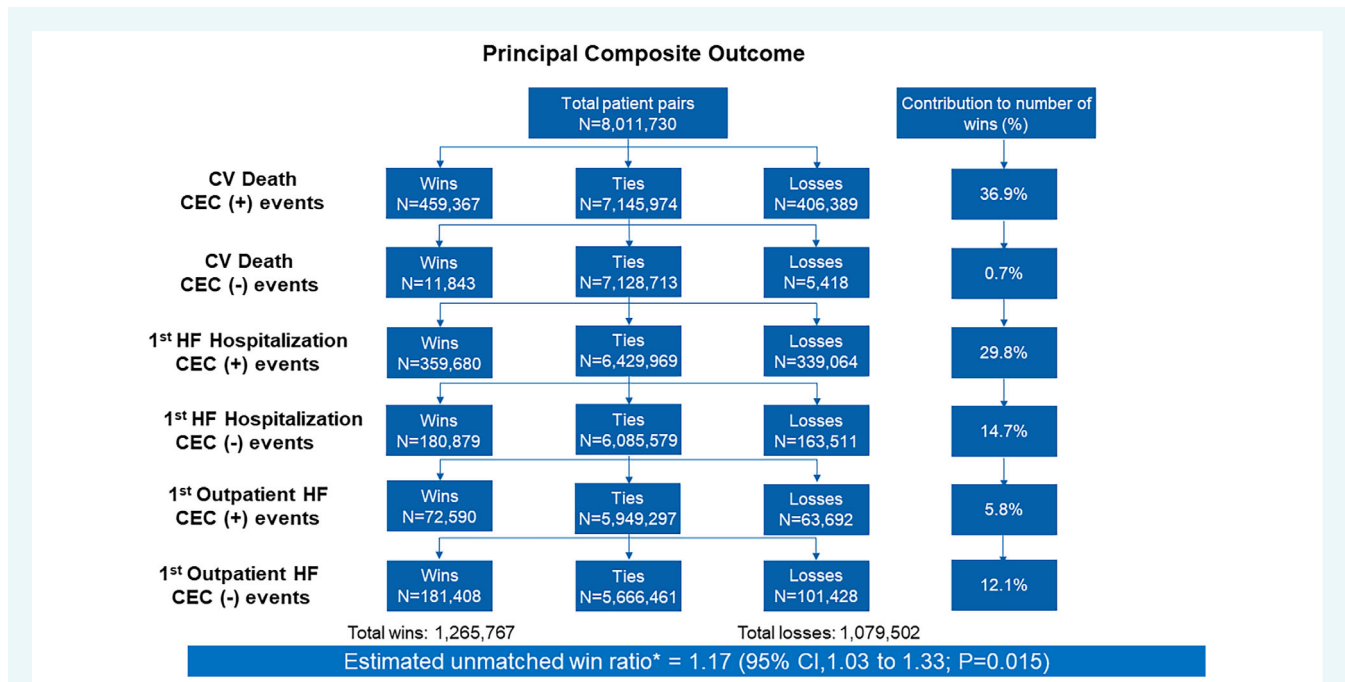 Principal Composite Outcome
Total patient pairs
N=8,011,730
Contribution to number of
wins (%)
CV Death
CEC (+) events
Wins
N=459,367
Ties
N=7,145,974
Losses
N=406,389
36.9%
CV Death
CEC (-) events
Wins
N=11,843
Ties
N=7,128,713
Losses
N=5,418
0.7%
1st HF Hospitalization
CEC (+) events
Wins
N=359,680
Ties
N=6,429,969
Losses
N=339,064
29.8%
1st HF Hospitalization
CEC (-) events
Wins
N=180,879
Ties
N=6,085,579
Losses
N=163,511
14.7%
1st Outpatient HF
CEC (+) events
Wins
N=72,590
Ties
N=5,949,297
Losses
N=63,692
5.8%
1st Outpatient HF
CEC (-) events
Wins
N=181,408
Ties
N=5,666,461
Losses
N=101,428
12.1%
Total wins: 1,265,767
Total losses: 1,079,502
Estimated unmatched win ratio* = 1.17 (95% CI,1.03 to 1.33; P=0.015)